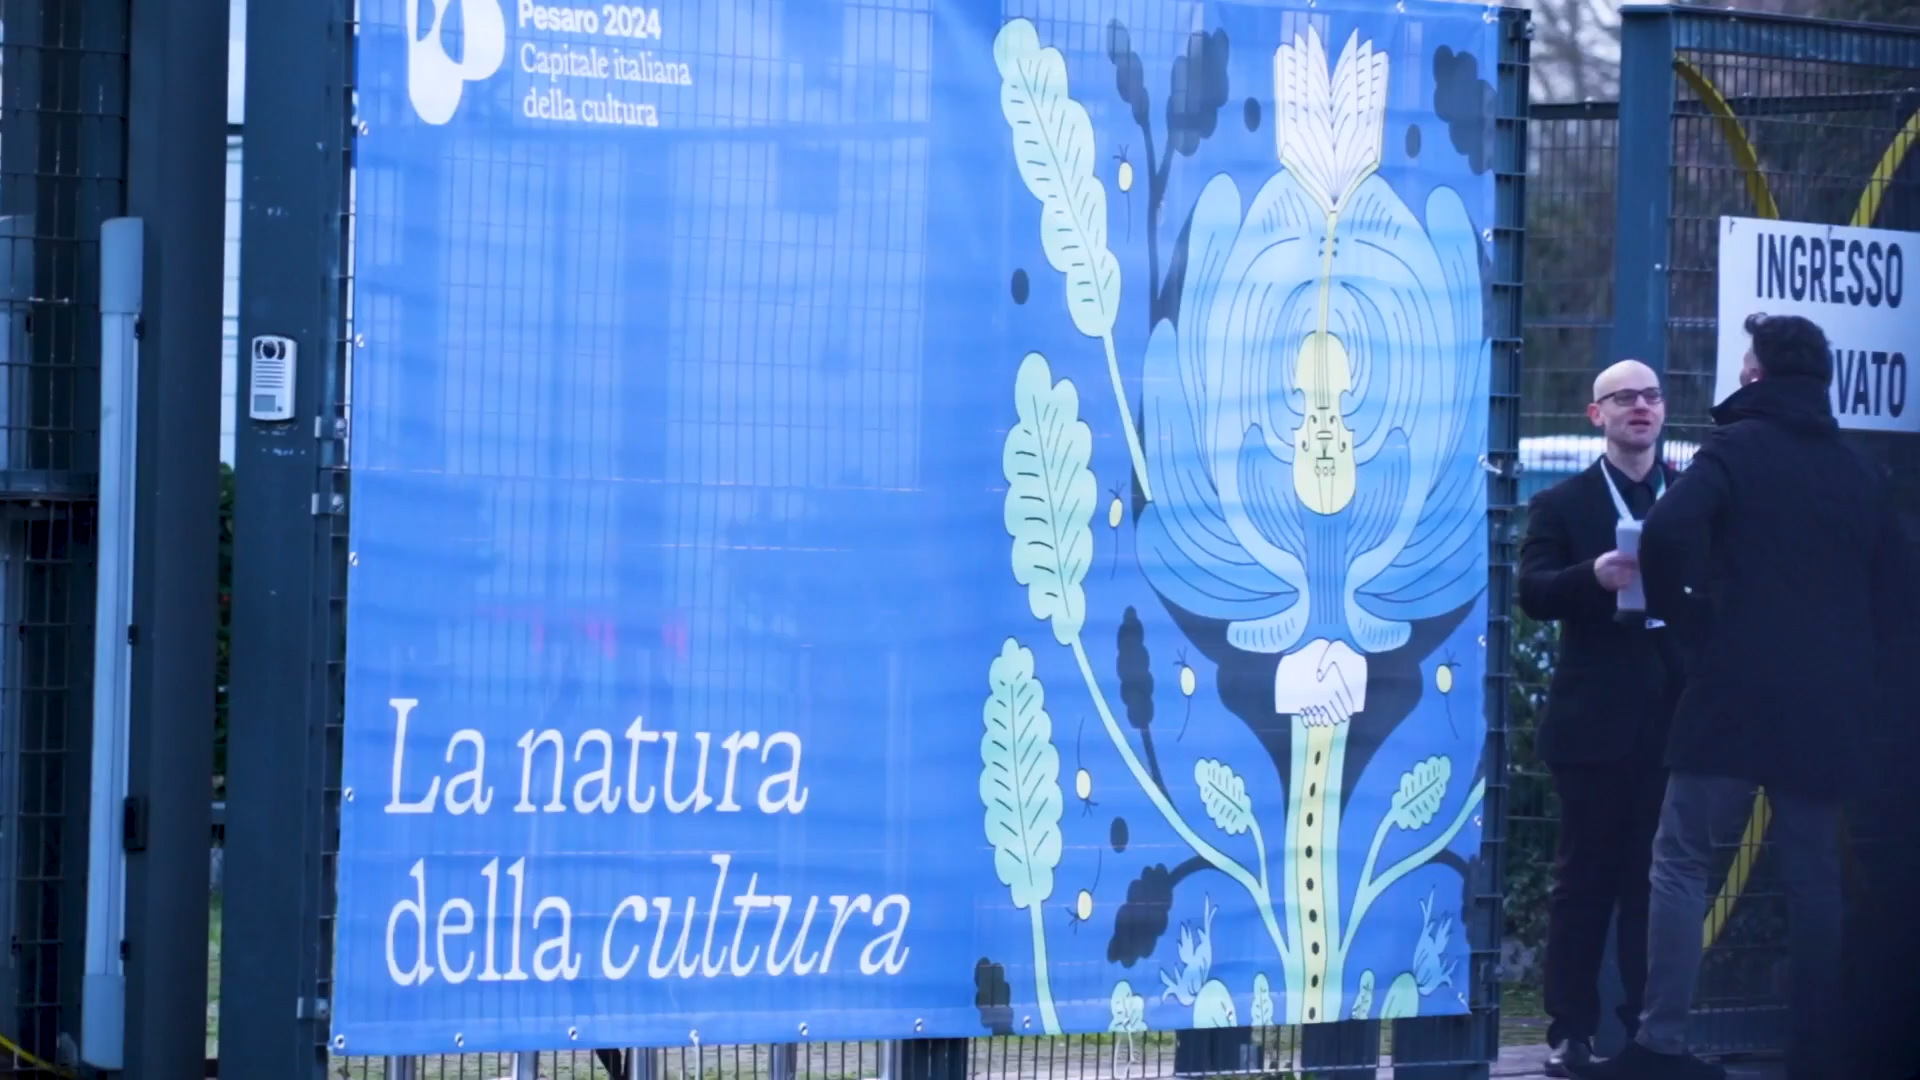 Pesaro 2024
Capitale italiana
della cultura
La natura
della cultura
INGRESSO
VATO